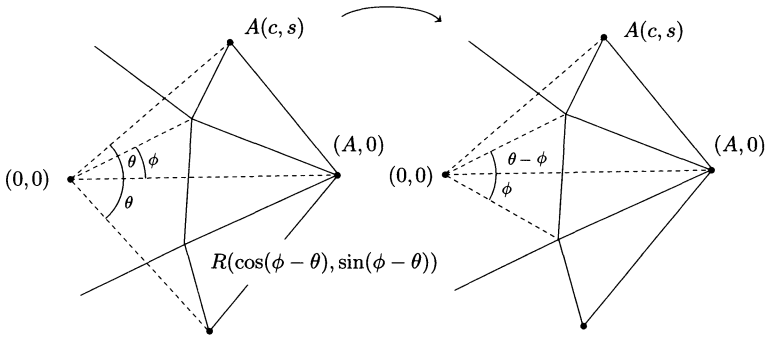 A(c, s)
A(c, s)
(A, 0)
(A, 0)
θ
ϕ
θ − ϕ
(0, 0)
(0, 0)
ϕ
θ
R(cos(ϕ − θ), sin(ϕ − θ))